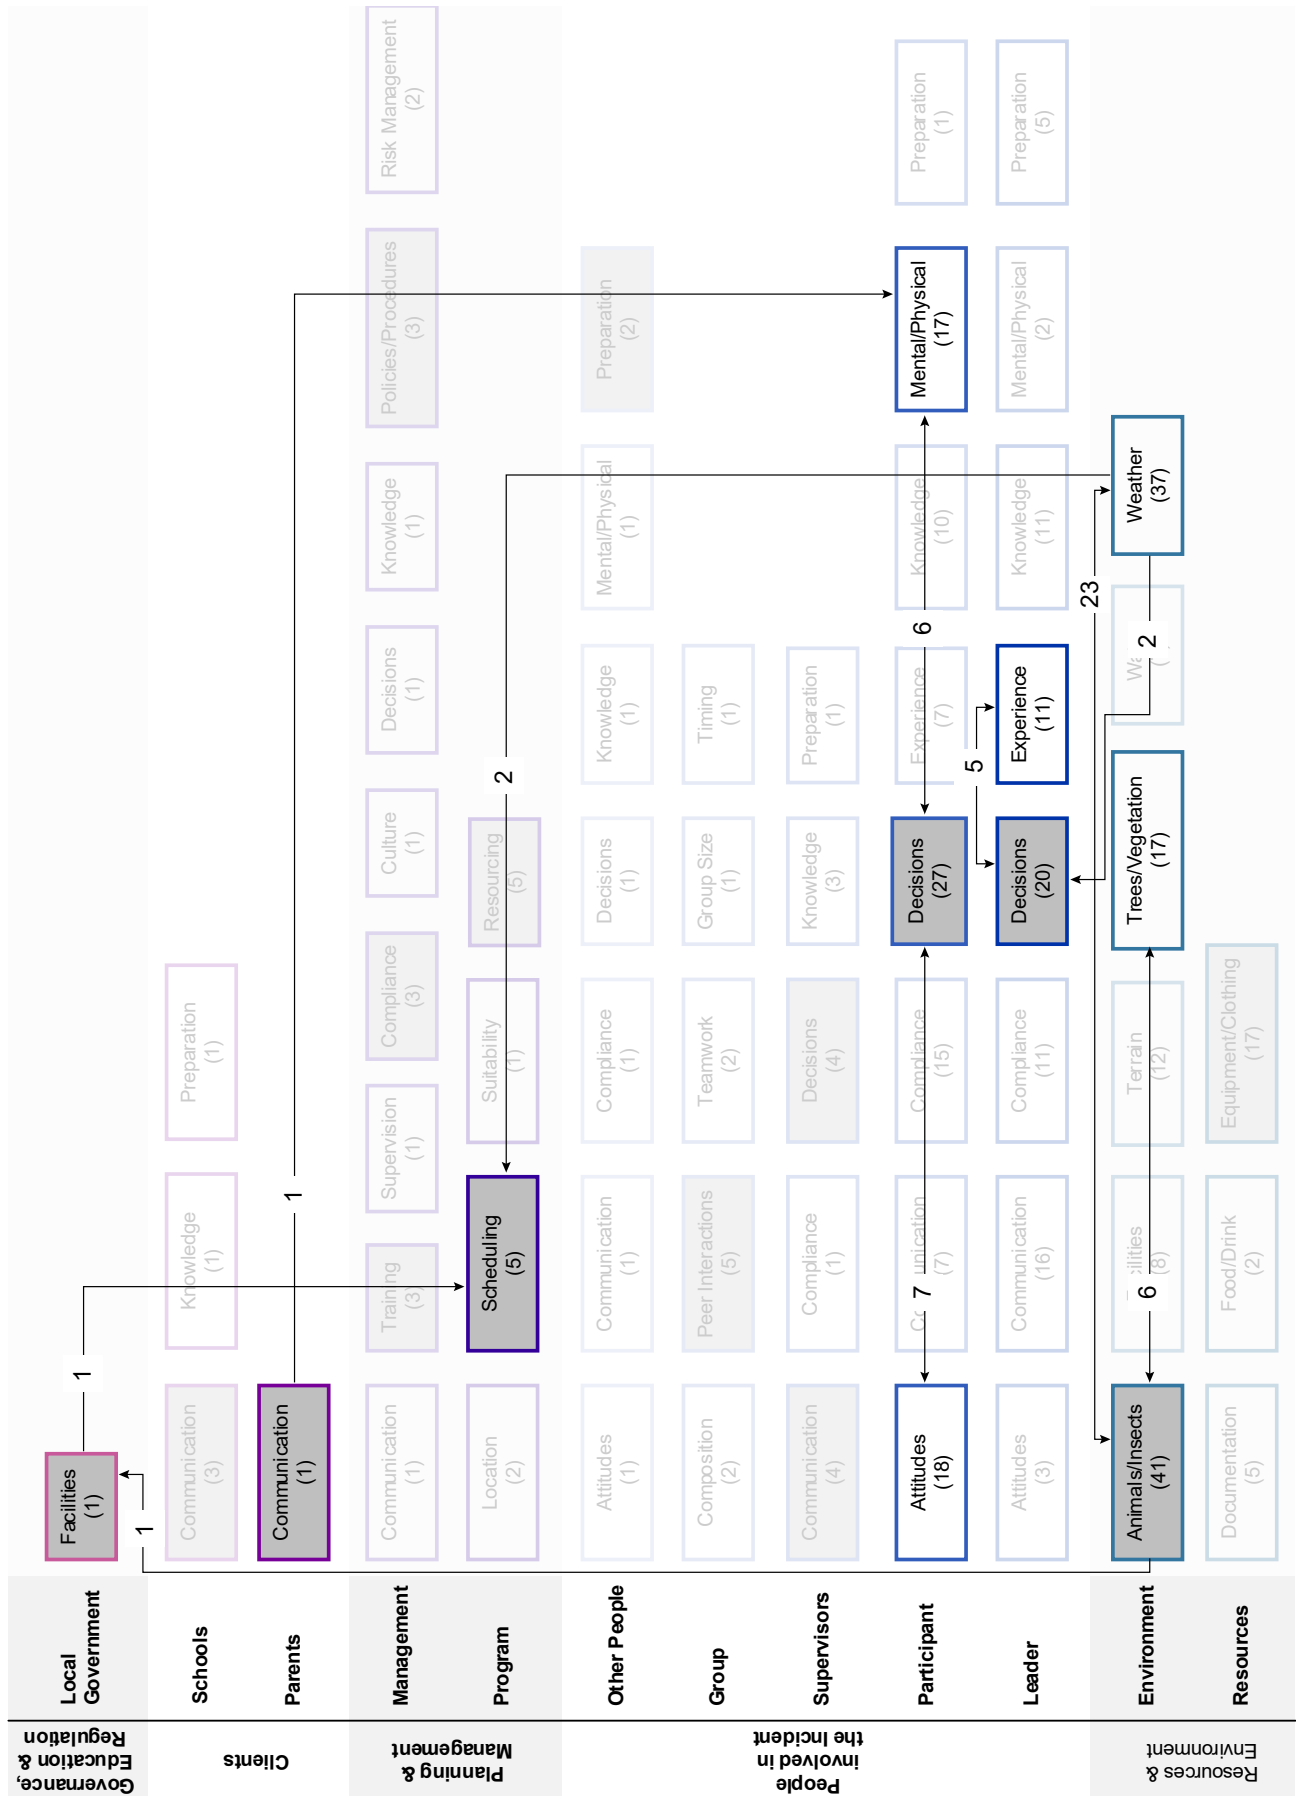 Governance,
Education &
Regulation
Local
Government
Facilities
(1)
1
1
Clients
Schools
Communication
(3)
Knowledge
(1)
Preparation
(1)
Parents
Communication
(1)
1
Planning &
Management
Management
Communication
(1)
Training
(3)
Supervision
(1)
Compliance
(3)
Culture
(1)
Decisions
(1)
Knowledge
(1)
Policies/Procedures
(3)
Risk Management
(2)
Program
Location
(2)
Scheduling
(5)
Suitability
(1)
Resourcing
(5)
2
People
involved in
the Incident
Other People
Attitudes
(1)
Communication
(1)
Compliance
(1)
Decisions
(1)
Knowledge
(1)
Mental/Physical
(1)
Preparation
(2)
Group
Composition
(2)
Peer Interactions
(5)
Teamwork
(2)
Group Size
(1)
Timing
(1)
Supervisors
Communication
(4)
Compliance
(1)
Decisions
(4)
Knowledge
(3)
Preparation
(1)
Participant
Attitudes
(18)
7
(7)
Compliance
(15)
Decisions
(27)
Experience
(7)
6
Knowledge
(10)
Mental/Physical
(17)
Preparation
(1)
5
Leader
Attitudes
(3)
Communication
(16)
Compliance
(11)
Decisions
(20)
Experience
(11)
Knowledge
(11)
Mental/Physical
(2)
Preparation
(5)
Resources &
Environment
23
Environment
Animals/Insects
(41)
6
(8)
Terrain
(12)
Trees/Vegetation
(17)
2
Weather
(37)
Resources
Documentation
(5)
Food/Drink
(2)
Equipment/Clothing
(17)